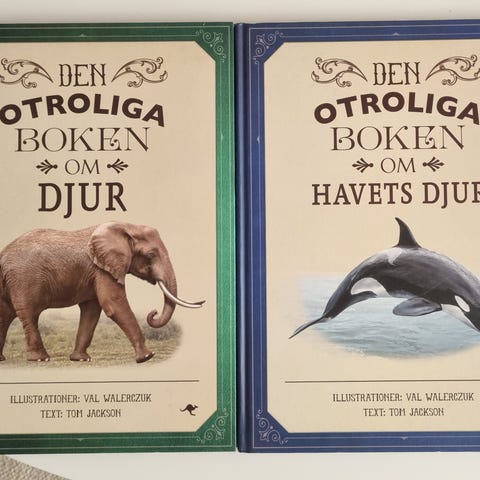 DEN
OTROLIGA
BOKEN
OM
DJUR
ILLUSTRATIONER: VAL WALERCZUK
TEXT: TOM JACKSON
DEN
OTROLIGA
BOKEN
OM
HAVETS DJUR
ILLUSTRATIONER: VAL WALERCZUK
TEXT: TOM JACKSON